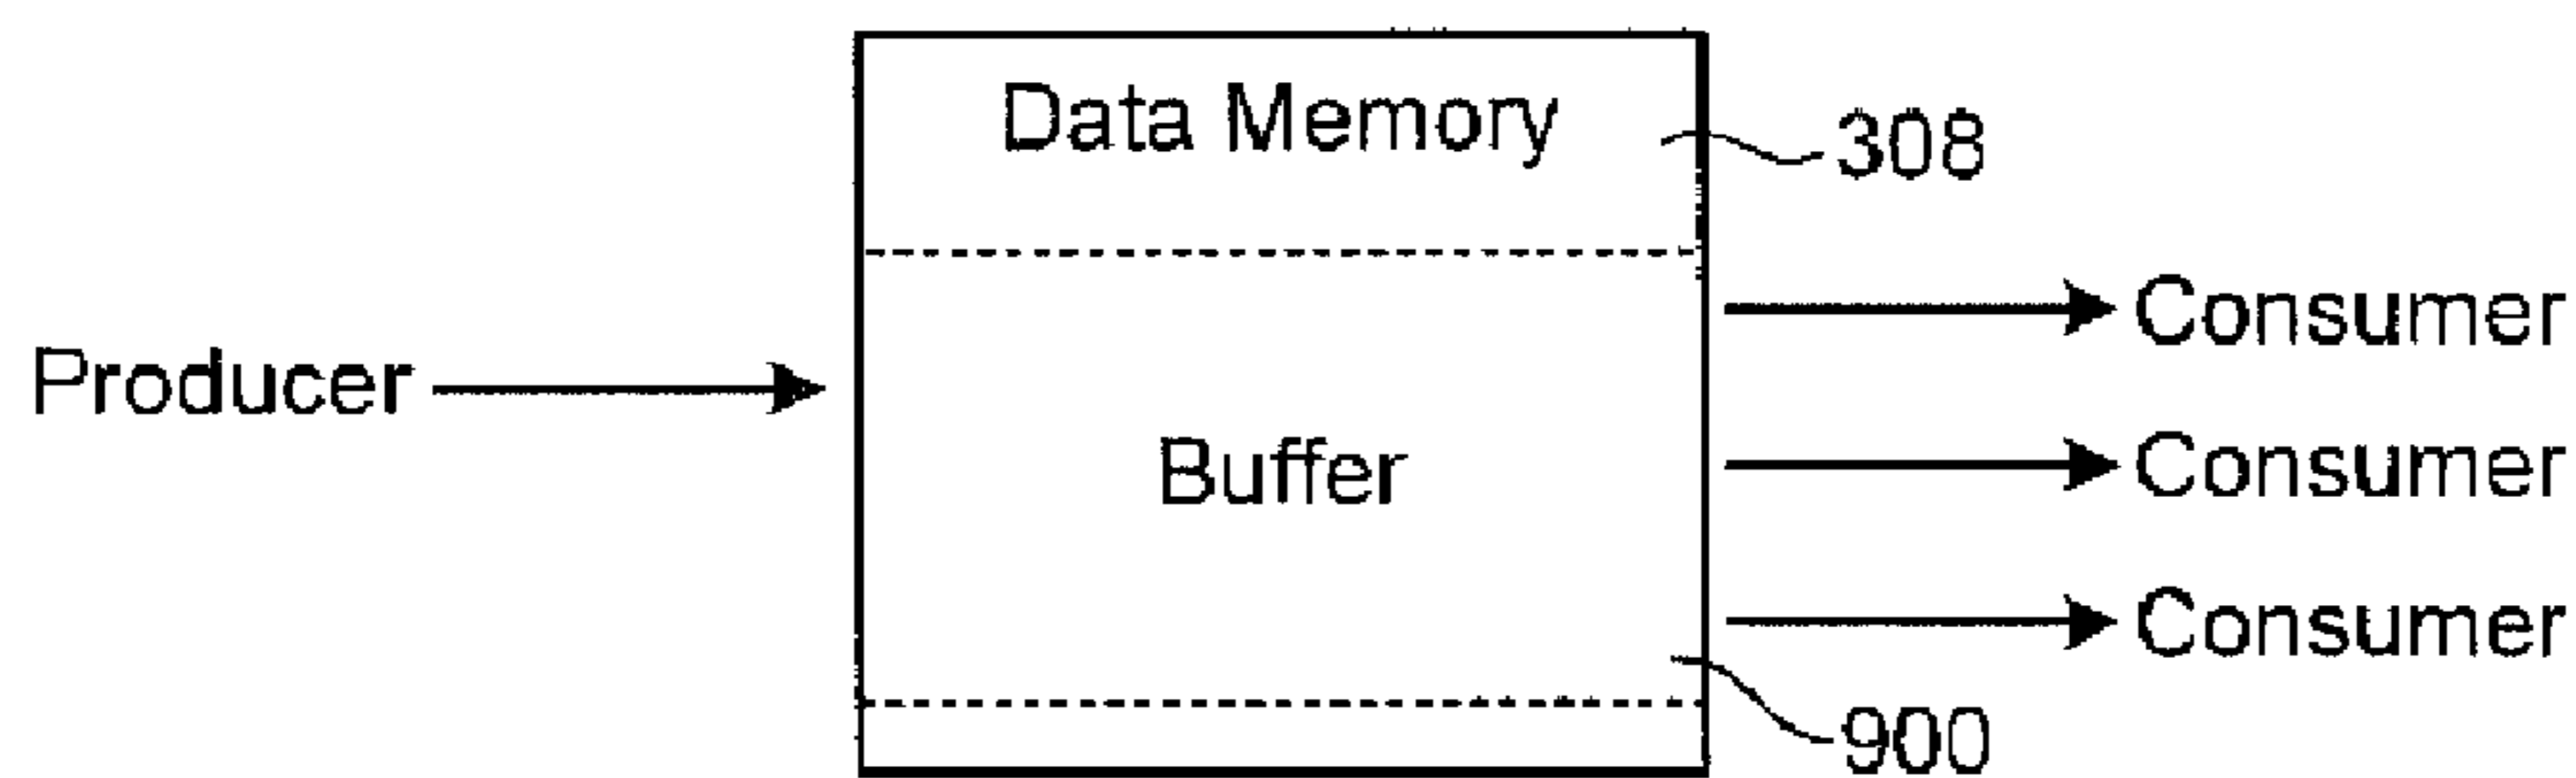 Data Memory
308
Consumer
Producer
Buffer
Consumer
Consumer
900